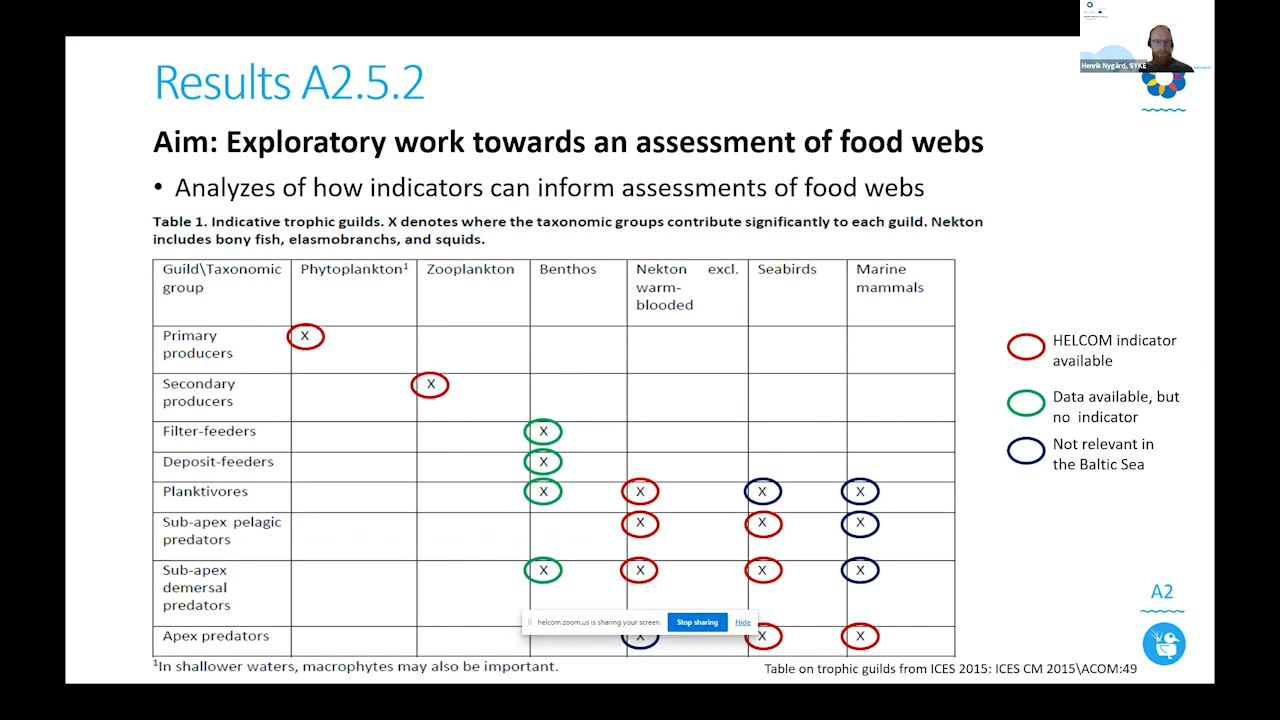 Results A2.5.2
Henrik Nygård, SYKE
Aim: Exploratory work towards an assessment of food webs
• Analyzes of how indicators can inform assessments of food webs
Table 1. Indicative trophic guilds. X denotes where the taxonomic groups contribute significantly to each guild. Nekton
includes bony fish, elasmobranchs, and squids.
Guild\Taxonomic group Phytoplankton¹ Zooplankton Benthos Nekton excl. warm-blooded Seabirds Marine mammals
Primary producers X
Secondary producers X
Filter-feeders X
Deposit-feeders X
Planktivores X X X X
Sub-apex pelagic predators X X X
Sub-apex demersal predators X X X X
Apex predators X X X
¹In shallower waters, macrophytes may also be important.
HELCOM indicator
available
Data available, but
no indicator
Not relevant in
the Baltic Sea
helcom.zoom.us is sharing your screen. Stop sharing Hide
A2
Table on trophic guilds from ICES 2015: ICES CM 2015\ACOM:49